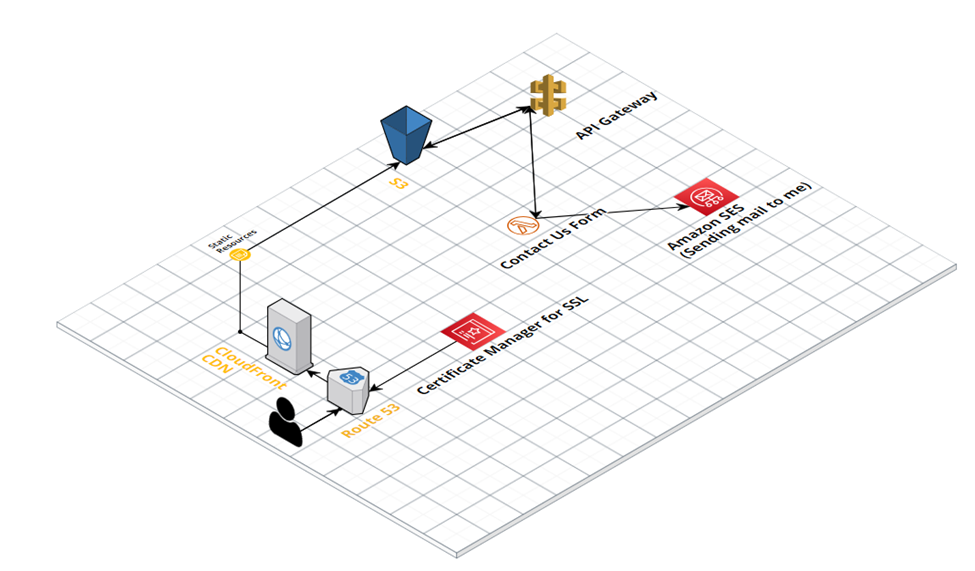 API Gateway
S3
Amazon SES
(Sending mail to me)
Contact Us Form
Static
Resources
Certificate Manager for SSL
CloudFront
CDN
53
Route 53